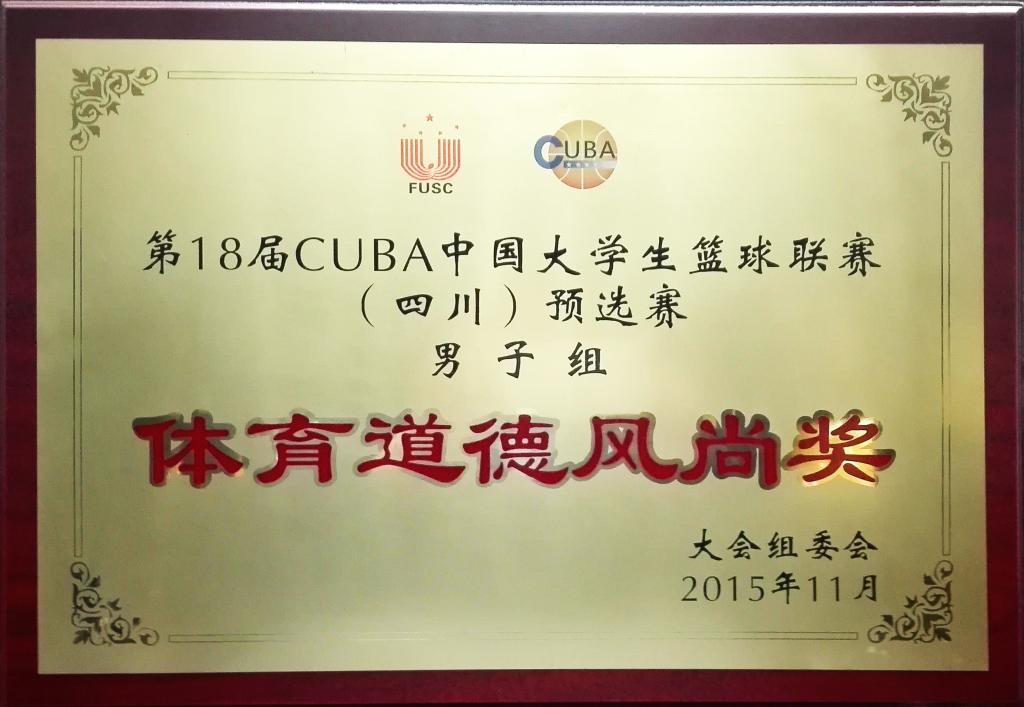 FUSC
CUBA
第18届CUBA中国大学生篮球联赛
（四川）预选赛
男子组
体育道德风尚奖
大会组委会
2015年11月